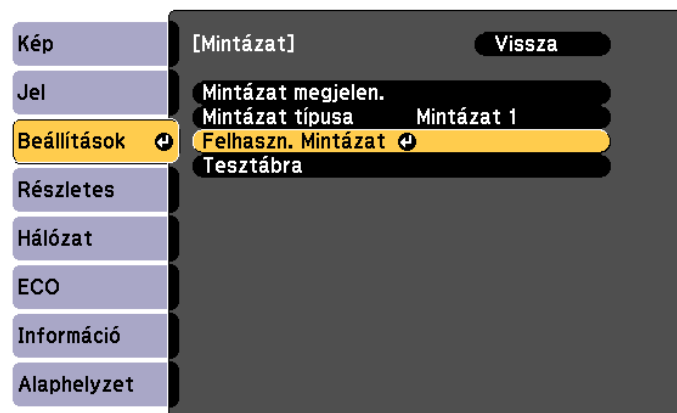 Kép
Jel
Beállítások
Részletes
Hálózat
ECO
Információ
Alaphelyzet
[Mintázat] Vissza
Mintázat megjelen.
Mintázat típusa Mintázat 1
Felhaszn. Mintázat
Tesztábra